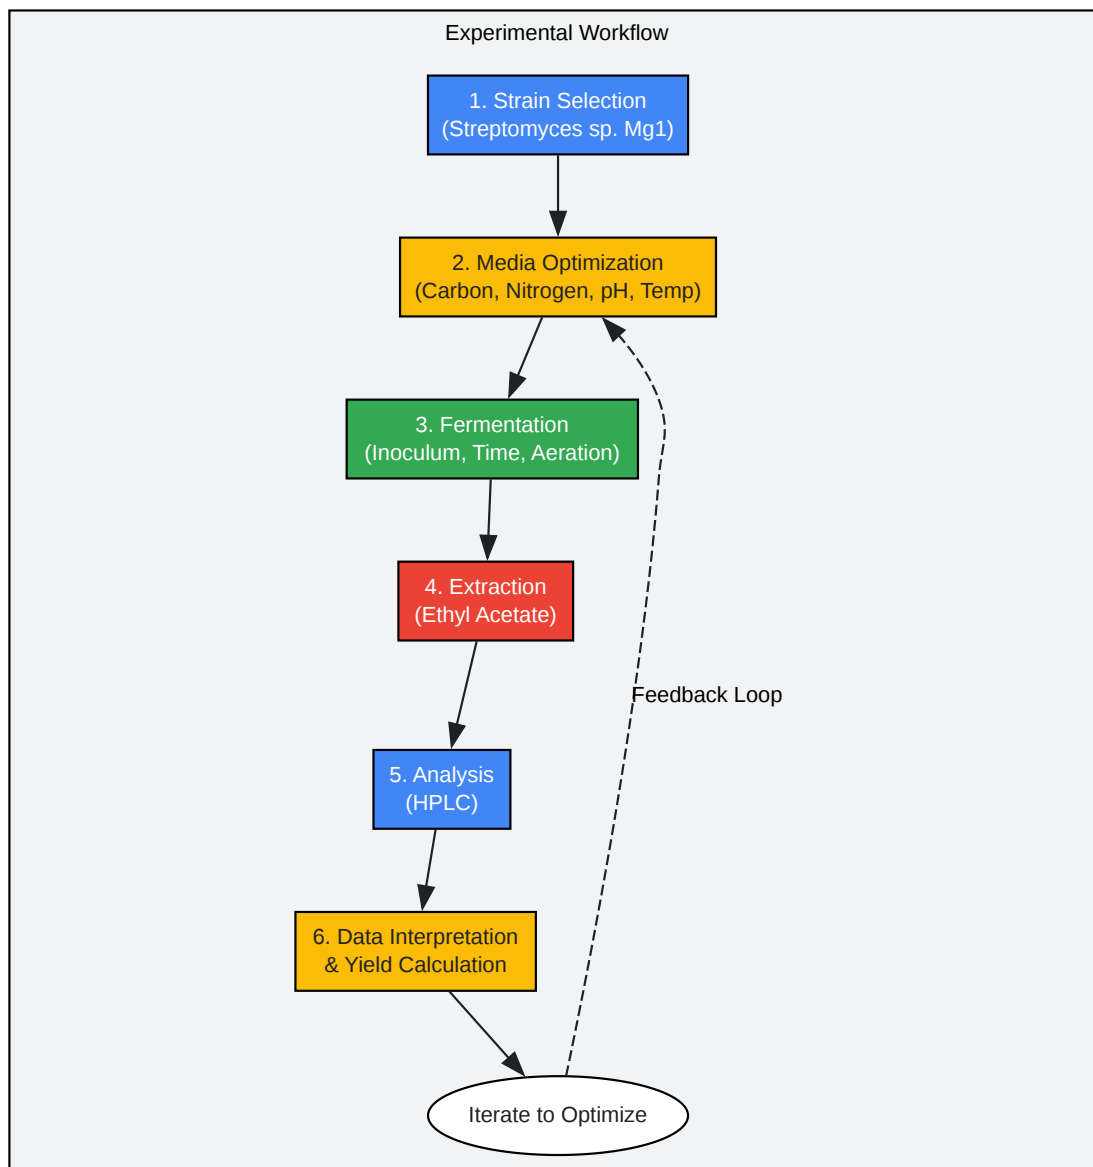 Experimental Workflow
1. Strain Selection
(Streptomyces sp. Mg1)
2. Media Optimization
(Carbon, Nitrogen, pH, Temp)
3. Fermentation
(Inoculum, Time, Aeration)
4. Extraction
(Ethyl Acetate)
Feedback Loop
5. Analysis
(HPLC)
6. Data Interpretation
& Yield Calculation
Iterate to Optimize